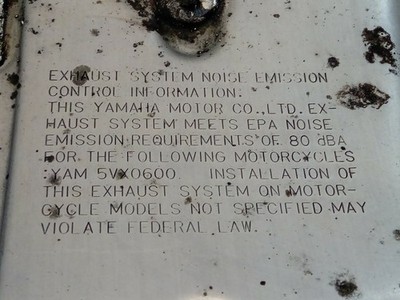 EXHAUST SYSTEM NOISE EMISSION
CONTROL INFORMATION:
THIS YAMAHA MOTOR CO.,LTD. EX-
HAUST SYSTEM MEETS EPA NOISE
EMISSION REQUIREMENTS OF 80 dBA
FOR THE FOLLOWING MOTORCYCLES
:YAM 5VX0600 INSTALLATION OF
THIS EXHAUST SYSTEM ON MOTOR-
CYCLE MODELS NOT SPECIFIED MAY
VIOLATE FEDERAL LAW.